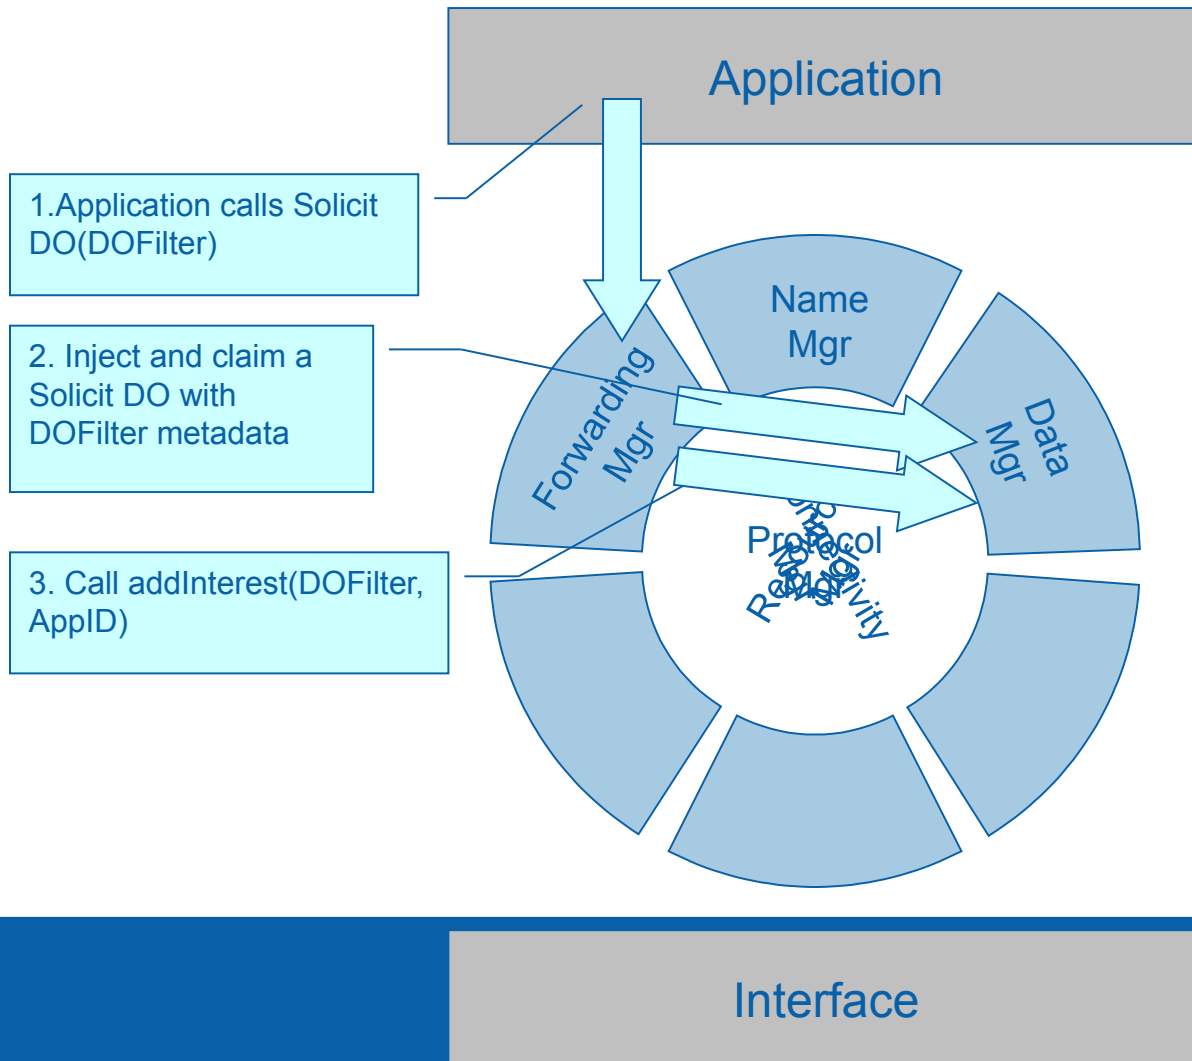 Application
1.Application calls Solicit
DO(DOFilter)
Name
Mgr
2. Inject and claim a
Solicit DO with
DOFilter metadata
Forwarding
Mgr
Data
Mgr
Protocol
Mgr
3. Call addInterest(DOFilter,
AppID)
Interface